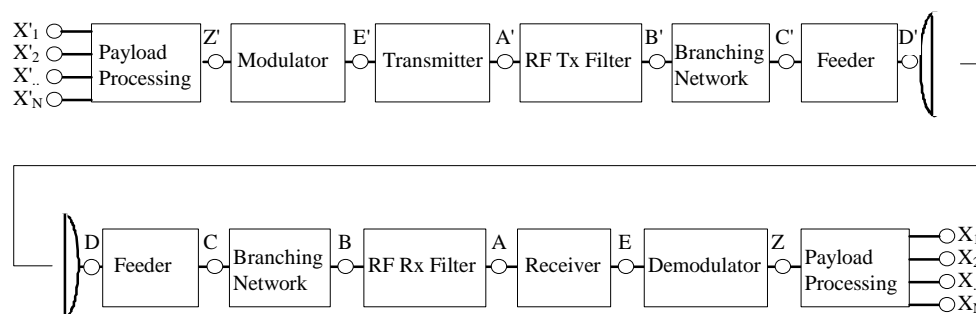 X'1
X'2
X'..
X'N
Payload
Processing
Z'
Modulator
E'
Transmitter
A'
RF Tx Filter
B'
Branching
Network
C'
Feeder
D'
D
Feeder
C
Branching
Network
B
RF Rx Filter
A
Receiver
E
Demodulator
Z
Payload
Processing
X
X
X
X